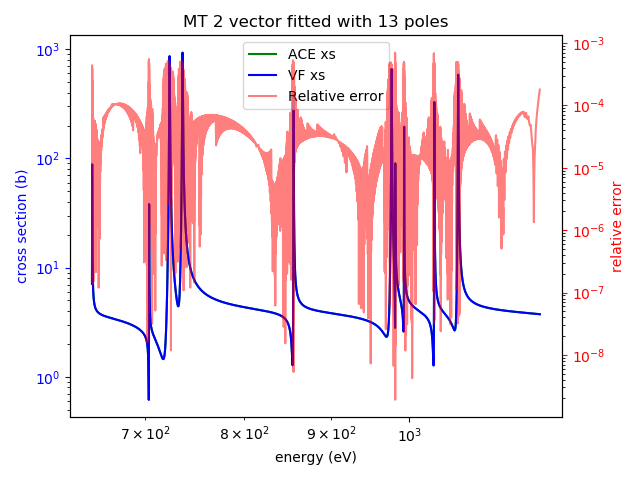 MT 2 vector fitted with 13 poles
ACE xs
VF xs
Relative error
cross section (b)
10³
10²
10¹
10⁰
10⁻³
10⁻⁴
10⁻⁵
10⁻⁶
10⁻⁷
10⁻⁸
relative error
7 × 10² 8 × 10² 9 × 10² 10³
energy (eV)